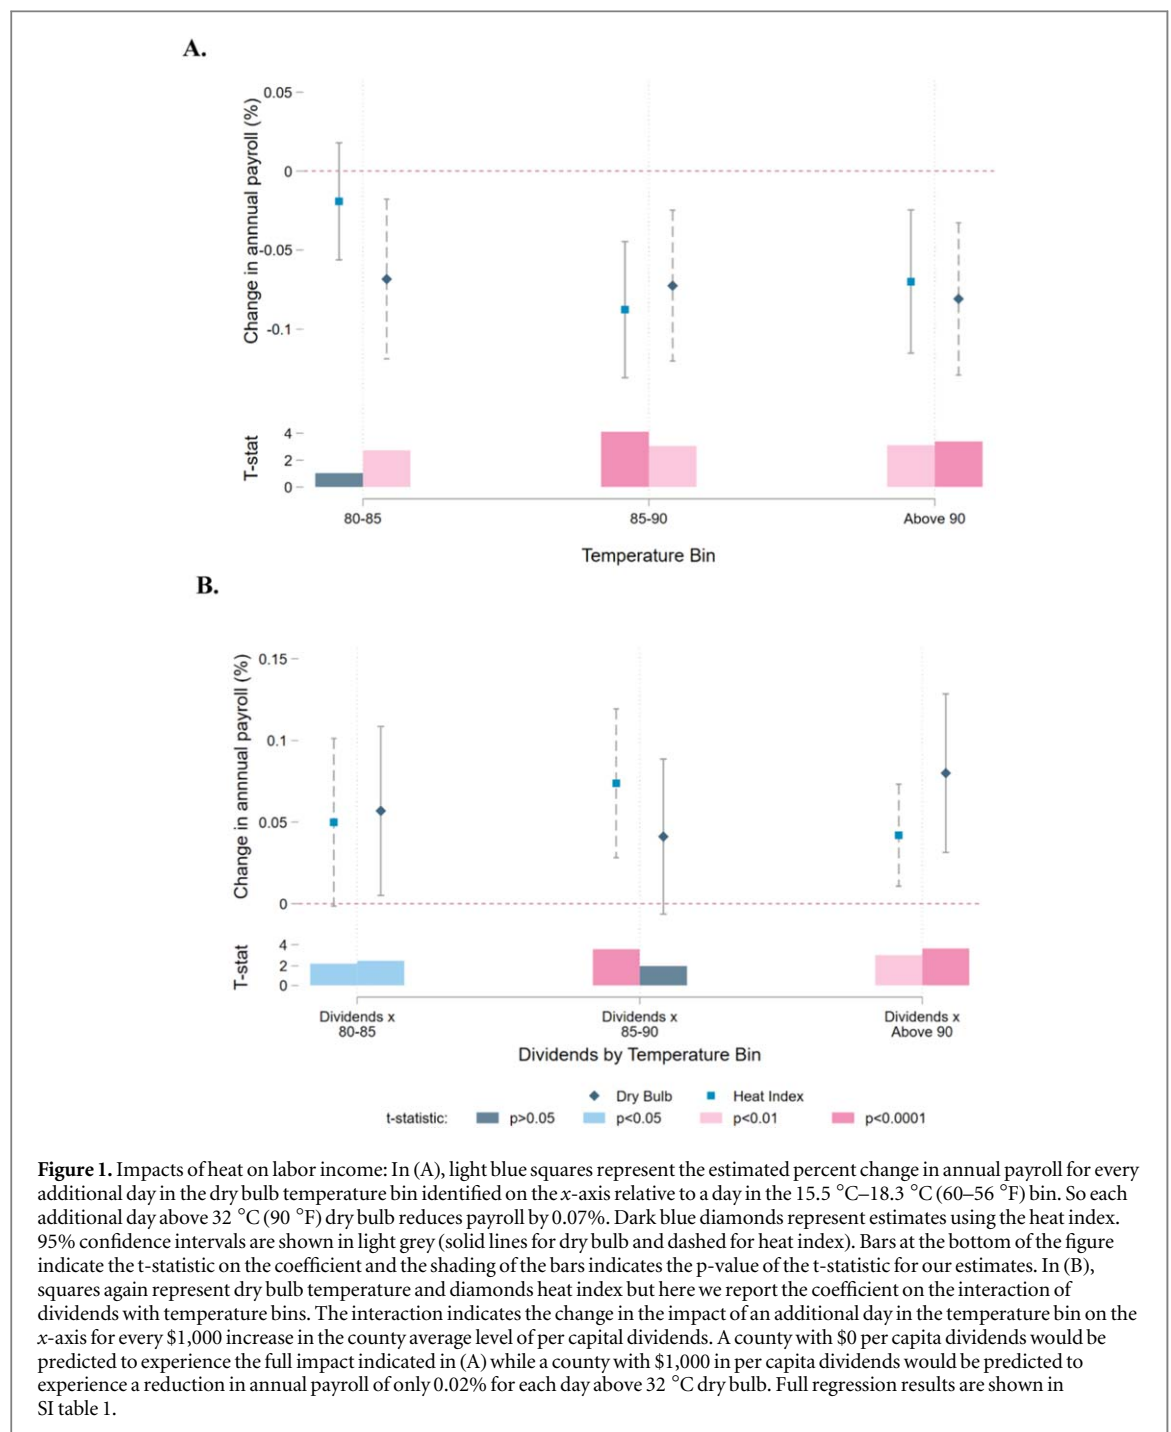 A.
Change in annnual payroll (%)
0.05
0
-0.05
-0.1
T-stat
4
2
0
80-85
85-90
Above 90
Temperature Bin
B.
Change in annnual payroll (%)
0.15
0.1
0.05
0
T-stat
4
2
0
Dividends x
80-85
Dividends x
85-90
Dividends x
Above 90
Dividends by Temperature Bin
Dry Bulb
Heat Index
t-statistic:
p>0.05
p<0.05
p<0.01
p<0.0001
Figure 1. Impacts of heat on labor income: In (A), light blue squares represent the estimated percent change in annual payroll for every
additional day in the dry bulb temperature bin identified on the x-axis relative to a day in the 15.5 °C–18.3 °C (60–56 °F) bin. So each
additional day above 32 °C (90 °F) dry bulb reduces payroll by 0.07%. Dark blue diamonds represent estimates using the heat index.
95% confidence intervals are shown in light grey (solid lines for dry bulb and dashed for heat index). Bars at the bottom of the figure
indicate the t-statistic on the coefficient and the shading of the bars indicates the p-value of the t-statistic for our estimates. In (B),
squares again represent dry bulb temperature and diamonds heat index but here we report the coefficient on the interaction of
dividends with temperature bins. The interaction indicates the change in the impact of an additional day in the temperature bin on the
x-axis for every $1,000 increase in the county average level of per capital dividends. A county with $0 per capita dividends would be
predicted to experience the full impact indicated in (A) while a county with $1,000 in per capita dividends would be predicted to
experience a reduction in annual payroll of only 0.02% for each day above 32 °C dry bulb. Full regression results are shown in
SI table 1.